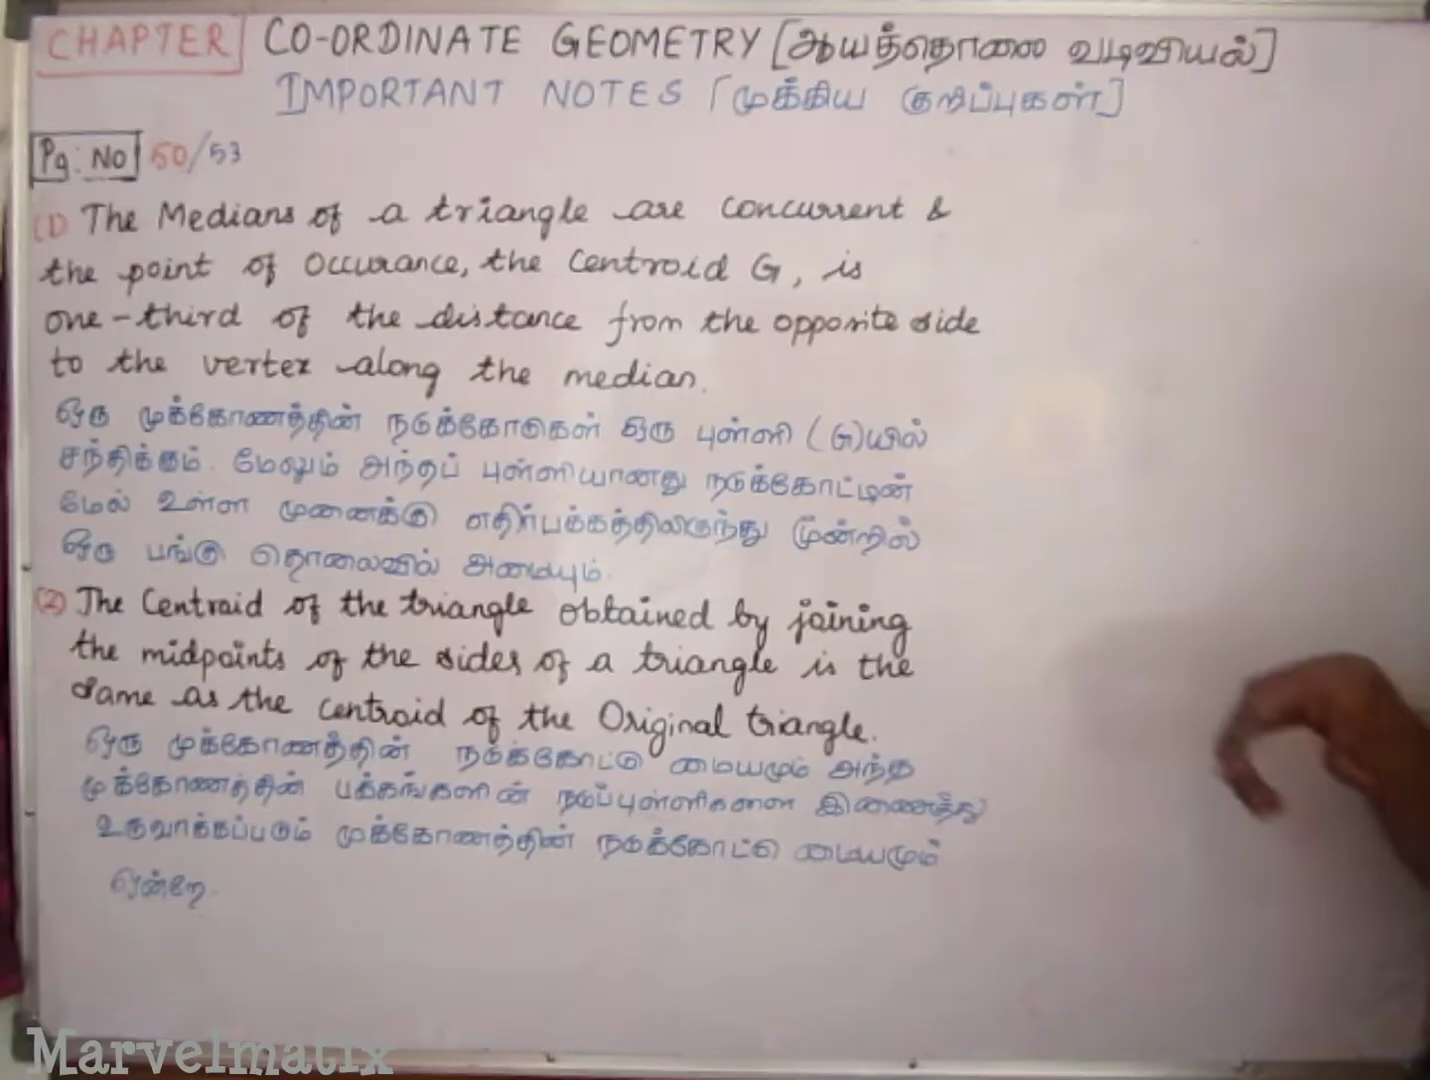 CHAPTER CO-ORDINATE GEOMETRY [ஆயத்தொலை வடிவியல்]
IMPORTANT NOTES [முக்கிய குறிப்புகள்]
Pg: No 50/53
(1) The Medians of a triangle are concurrent &
the point of Occurance, the Centroid G, is
one-third of the distance from the opposite side
to the vertex along the median.
ஒரு முக்கோணத்தின் நடுக்கோடுகள் ஒரு புள்ளி (G)யில்
சந்திக்கும். மேலும் அந்தப் புள்ளியானது நடுக்கோட்டின்
மேல் உள்ள முனைக்கு எதிர்பக்கத்திலிருந்து மூன்றில்
ஒரு பங்கு தொலைவில் அமையும்.
(2) The Centraid of the triangle obtained by joining
the midpoints of the sides of a triangle is the
same as the centroid of the Original triangle.
ஒரு முக்கோணத்தின் நடுக்கோட்டு மையமும் அந்த
முக்கோணத்தின் பக்கங்களின் நடுப்புள்ளிகளை இணைத்து
உருவாக்கப்படும் முக்கோணத்தின் நடுக்கோட்டு மையமும்
ஒன்றே.
Marvelmatix